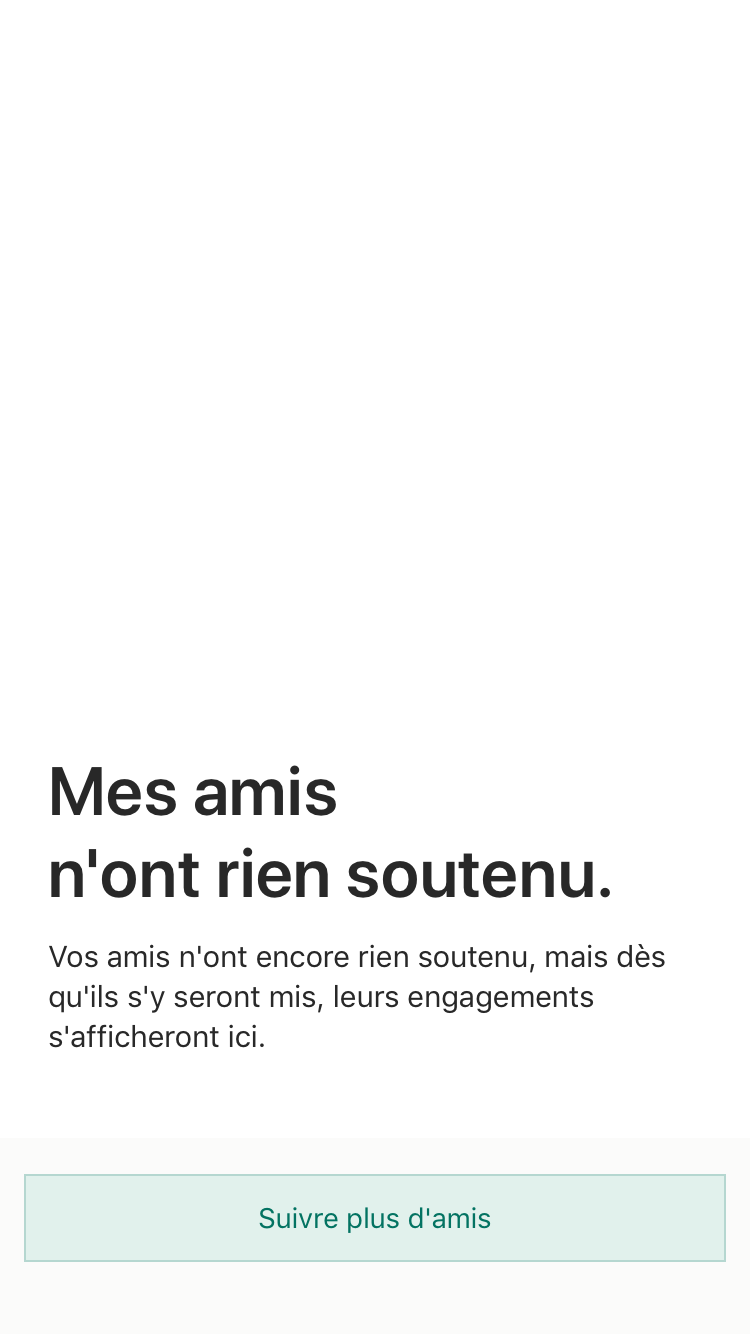 Mes amis
n'ont rien soutenu.
Vos amis n'ont encore rien soutenu, mais dès
qu'ils s'y seront mis, leurs engagements
s'afficheront ici.
Suivre plus d'amis